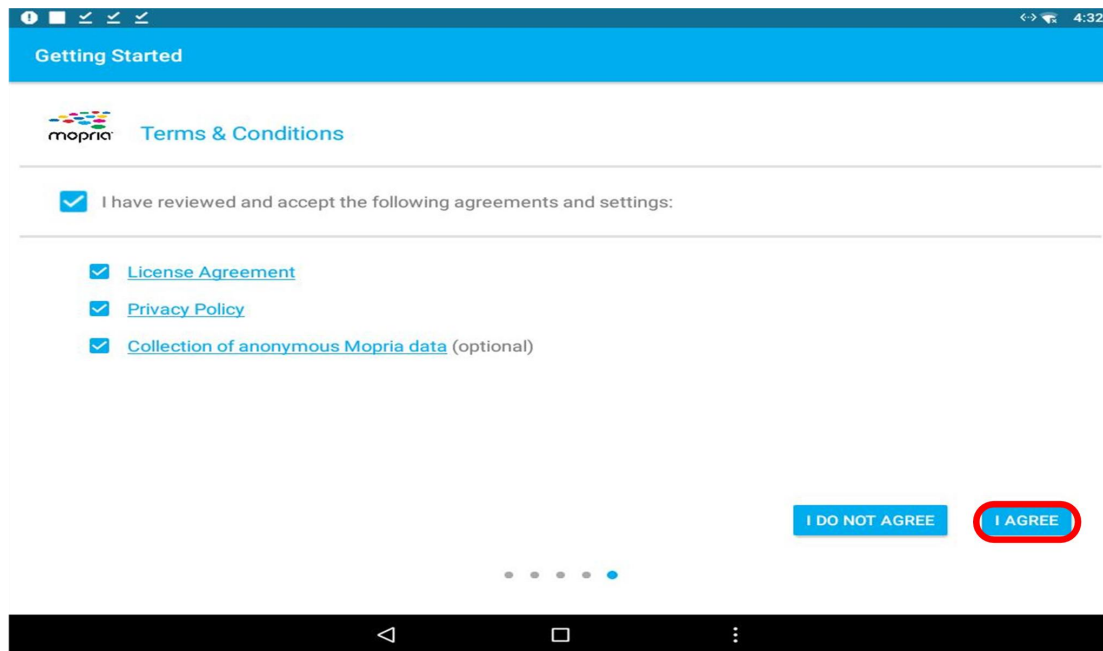 4:32
Getting Started
mopria
Terms & Conditions
I have reviewed and accept the following agreements and settings:
License Agreement
Privacy Policy
Collection of anonymous Mopria data (optional)
I DO NOT AGREE
I AGREE